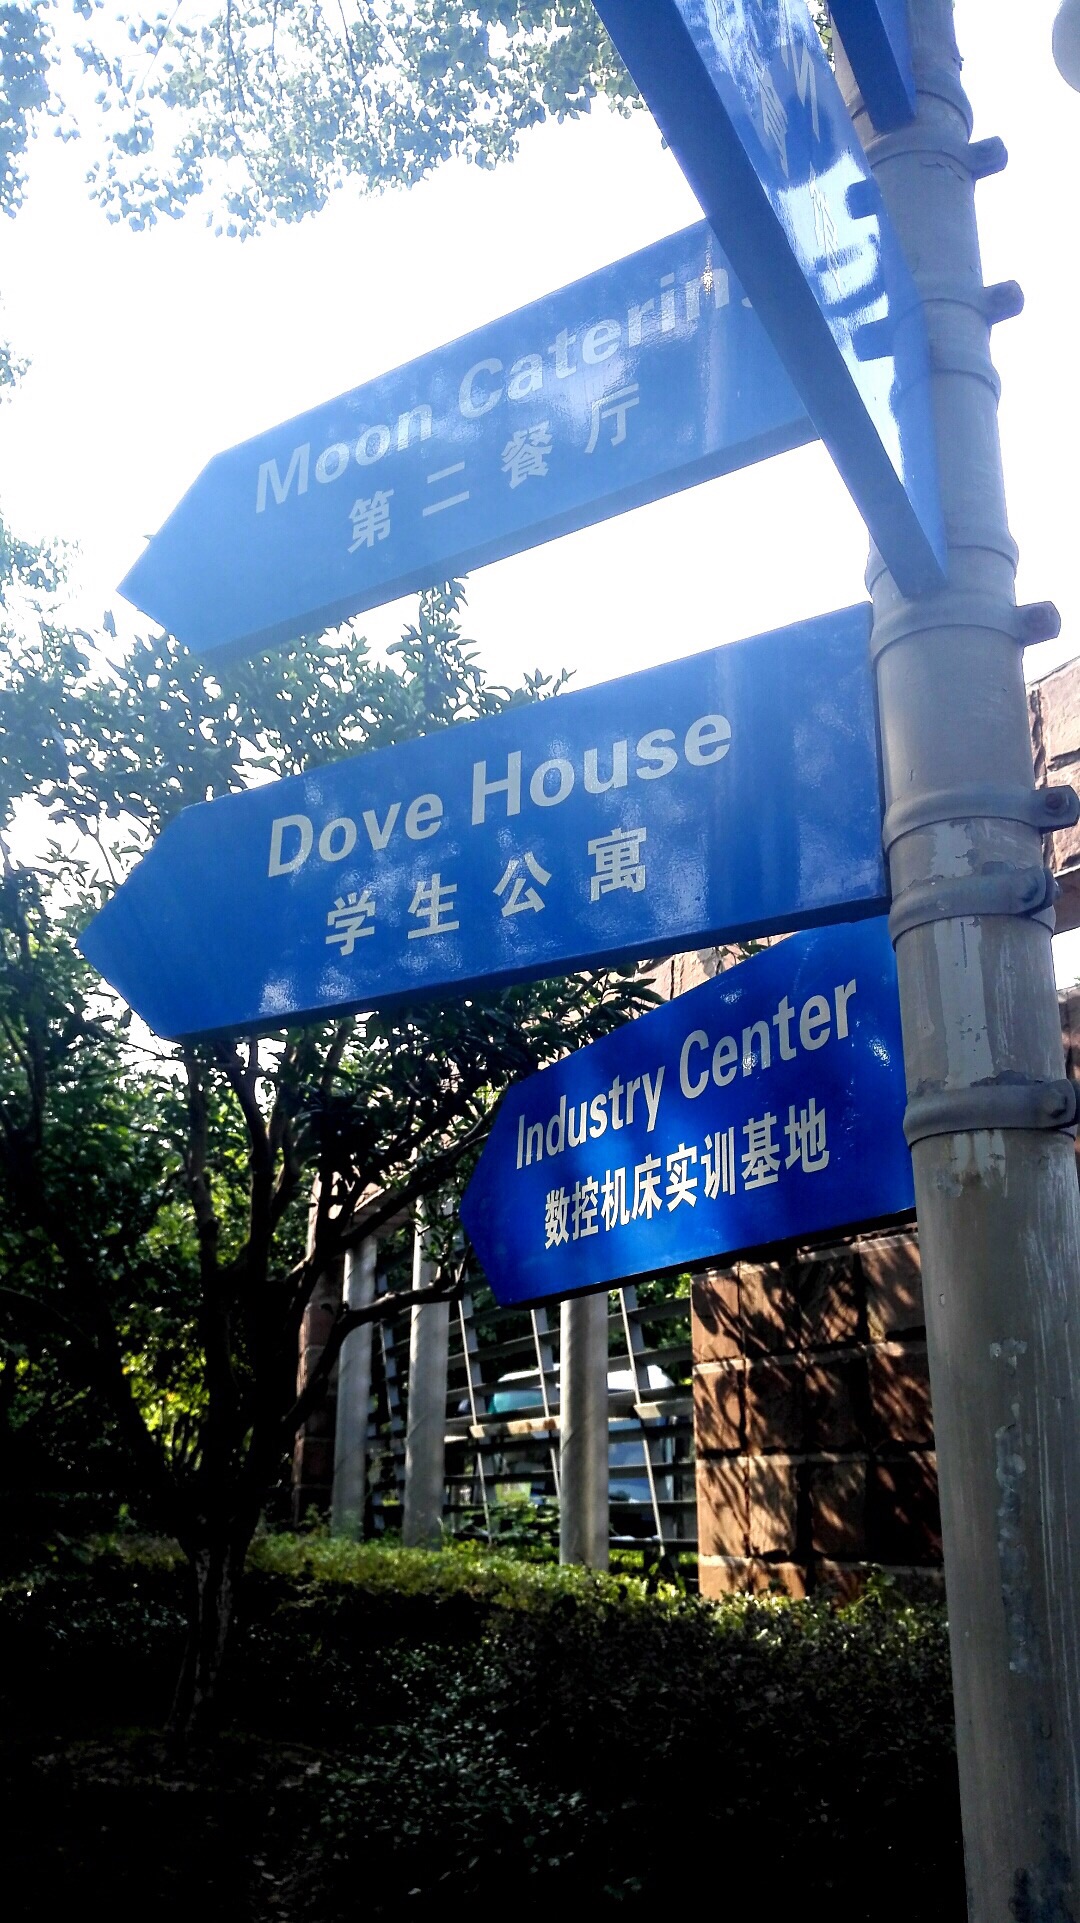 Moon Catering
第二餐厅
Dove House
学生公寓
Industry Center
数控机床实训基地